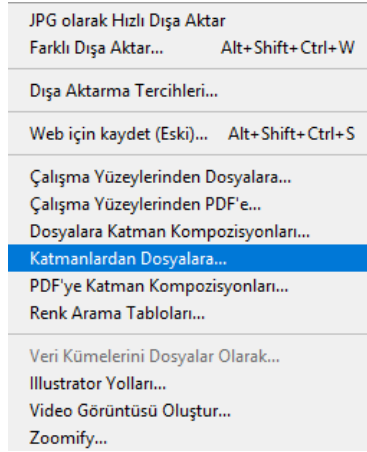 JPG olarak Hızlı Dışa Aktar
Farklı Dışa Aktar... Alt+Shift+Ctrl+W
Dışa Aktarma Tercihleri...
Web için kaydet (Eski)... Alt+Shift+Ctrl+S
Çalışma Yüzeylerinden Dosyalara...
Çalışma Yüzeylerinden PDF'e...
Dosyalara Katman Kompozisyonları...
Katmanlardan Dosyalara...
PDF'ye Katman Kompozisyonları...
Renk Arama Tabloları...
Veri Kümelerini Dosyalar Olarak...
Illustrator Yolları...
Video Görüntüsü Oluştur...
Zoomify...